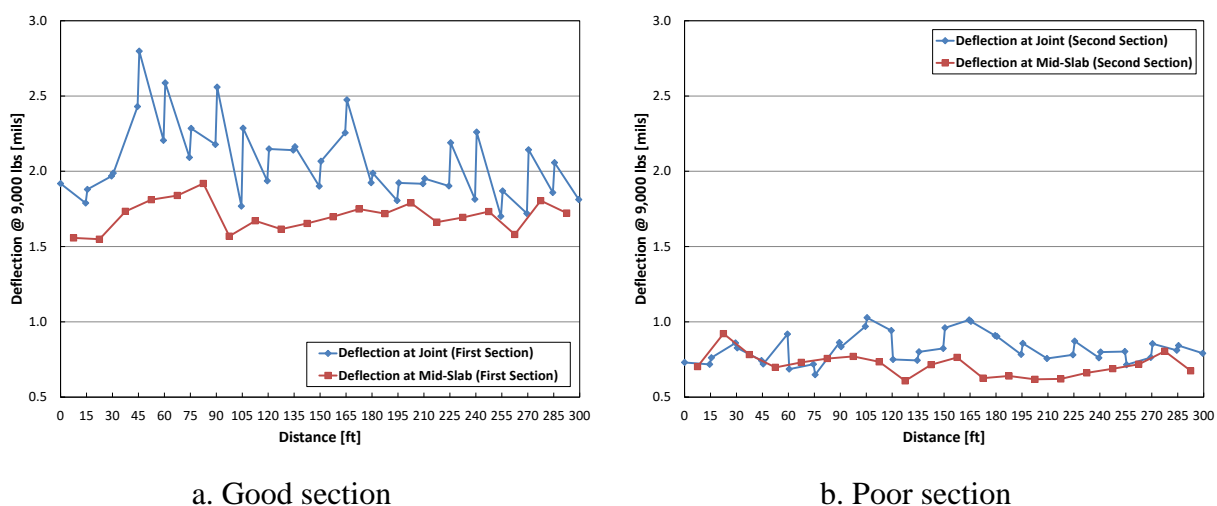 3.0
2.5
2.0
1.5
1.0
0.5
Deflection @ 9,000 lbs [mils]
Deflection at Joint (First Section)
Deflection at Mid-Slab (First Section)
0 15 30 45 60 75 90 105 120 135 150 165 180 195 210 225 240 255 270 285 300
Distance [ft]
a. Good section
3.0
2.5
2.0
1.5
1.0
0.5
Deflection @ 9,000 lbs [mils]
Deflection at Joint (Second Section)
Deflection at Mid-Slab (Second Section)
0 15 30 45 60 75 90 105 120 135 150 165 180 195 210 225 240 255 270 285 300
Distance [ft]
b. Poor section